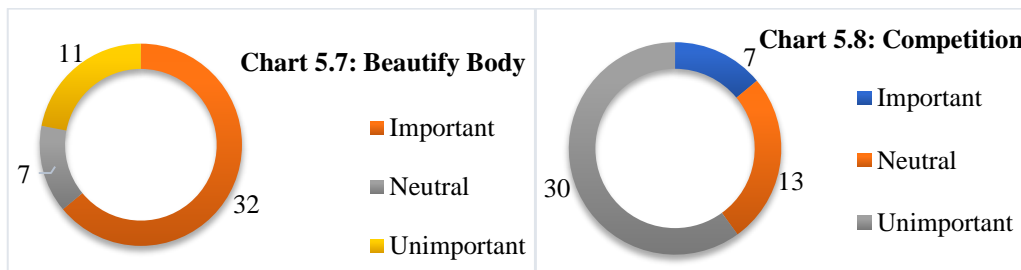 Chart 5.7: Beautify Body
11
7
32
Important
Neutral
Unimportant
Chart 5.8: Competition
7
13
30
Important
Neutral
Unimportant